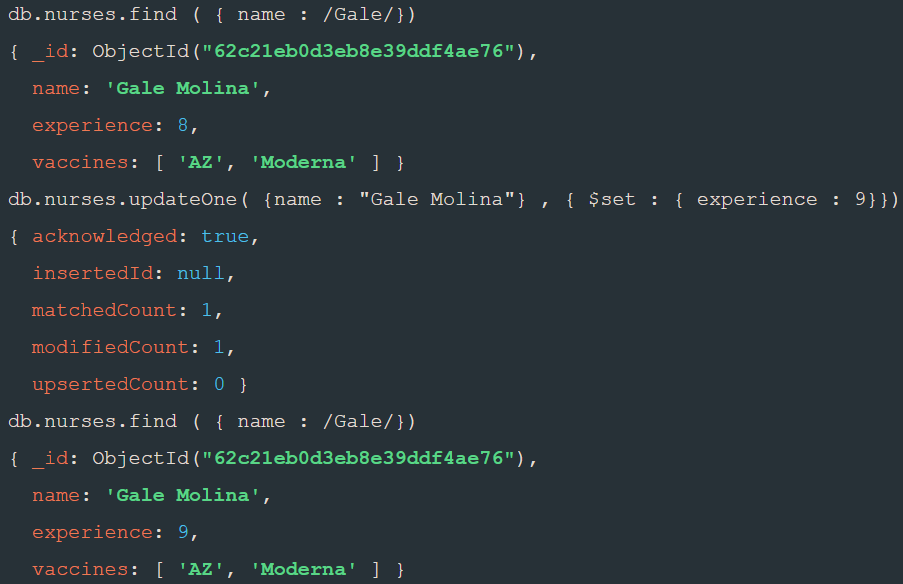 db.nurses.find ( { name : /Gale/})
{ _id: ObjectId("62c21eb0d3eb8e39ddf4ae76"),
  name: 'Gale Molina',
  experience: 8,
  vaccines: [ 'AZ', 'Moderna' ] }
db.nurses.updateOne( {name : "Gale Molina"} , { $set : { experience : 9}})
{ acknowledged: true,
  insertedId: null,
  matchedCount: 1,
  modifiedCount: 1,
  upsertedCount: 0 }
db.nurses.find ( { name : /Gale/})
{ _id: ObjectId("62c21eb0d3eb8e39ddf4ae76"),
  name: 'Gale Molina',
  experience: 9,
  vaccines: [ 'AZ', 'Moderna' ] }